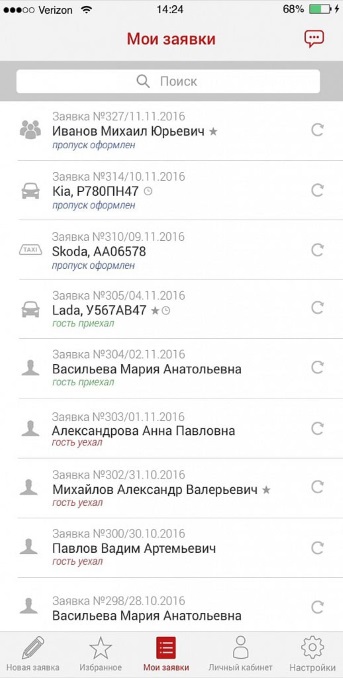 Verizon 14:24 68%
Мои заявки
Поиск
Заявка №327/11.11.2016
Иванов Михаил Юрьевич
пропуск оформлен
Заявка №314/10.11.2016
Kia, Р780ПН47
пропуск оформлен
Заявка №310/09.11.2016
TAXI
Skoda, АА06578
пропуск оформлен
Заявка №305/04.11.2016
Lada, У567АВ47
гость приехал
Заявка №304/02.11.2016
Васильева Мария Анатольевна
гость приехал
Заявка №303/01.11.2016
Александрова Анна Павловна
гость уехал
Заявка №302/31.10.2016
Михайлов Александр Валерьевич
гость уехал
Заявка №300/30.10.2016
Павлов Вадим Артемьевич
гость уехал
Заявка №298/28.10.2016
Васильева Мария Анатольевна
Новая заявка Избранное Мои заявки Личный кабинет Настройки